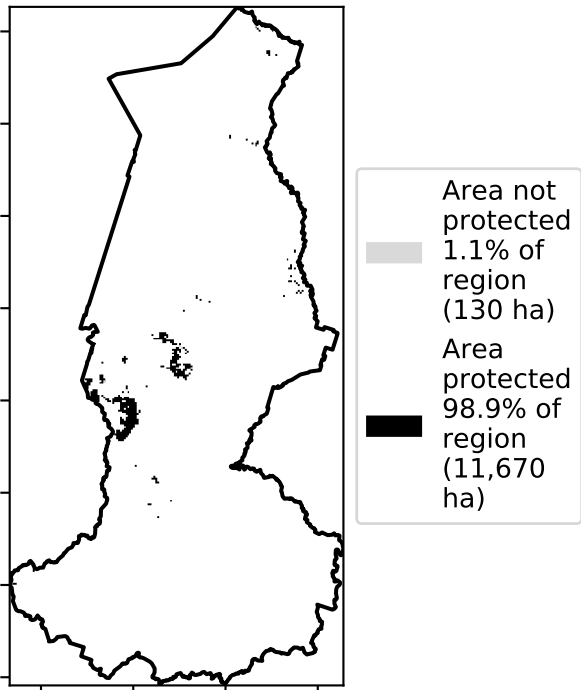 Area not
protected
1.1% of
region
(130 ha)
Area
protected
98.9% of
region
(11,670
ha)